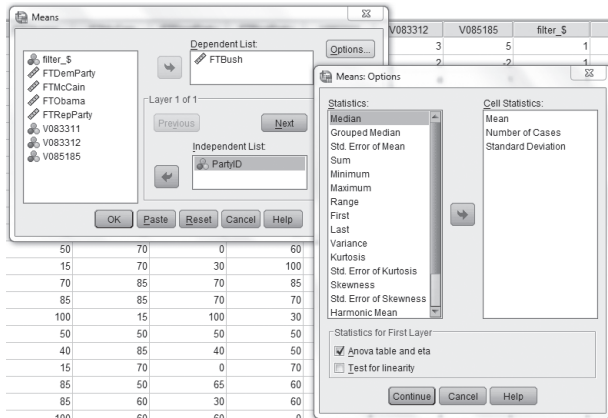 Means
Dependent List:
FTBush
Options...
filter_$
FTDemParty
FTMcCain
FTObama
FTRepParty
V083311
V083312
V085185
Layer 1 of 1
Previous
Next
Independent List:
PartyID
OK Paste Reset Cancel Help
V083312 V085185 filter_$
3 5 1
2 -2 1
Means: Options
Statistics:
Median
Grouped Median
Std. Error of Mean
Sum
Minimum
Maximum
Range
First
Last
Variance
Kurtosis
Std. Error of Kurtosis
Skewness
Std. Error of Skewness
Harmonic Mean
Cell Statistics:
Mean
Number of Cases
Standard Deviation
Statistics for First Layer
Anova table and eta
Test for linearity
Continue Cancel Help
50 70 0 60
15 70 30 100
70 85 70 85
85 85 70 70
100 15 100 30
50 50 50 50
40 85 40 50
15 70 0 70
85 50 65 60
85 60 30 60
100 60 60 0